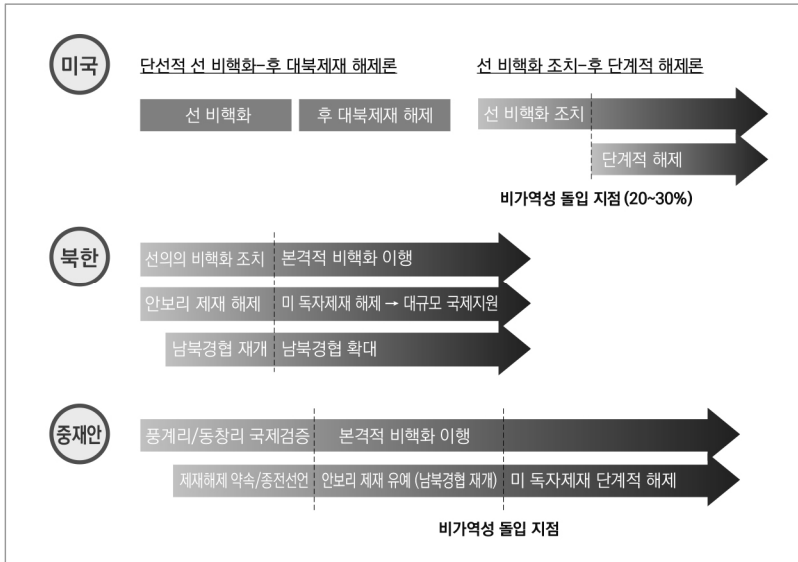 미국
단선적 선 비핵화-후 대북제재 해제론
선 비핵화 조치-후 단계적 해제론
선 비핵화
후 대북제재 해제
선 비핵화 조치
단계적 해제
비가역성 돌입 지점(20~30%)
북한
선의의 비핵화 조치
본격적 비핵화 이행
안보리 제재 해제
미 독자제재 해제 → 대규모 국제지원
남북경협 재개
남북경협 확대
중재안
풍계리/동창리 국제검증
본격적 비핵화 이행
제재해제 약속/종전선언
안보리 제재 유예(남북경협 재개)
미 독자제재 단계적 해제
비가역성 돌입 지점